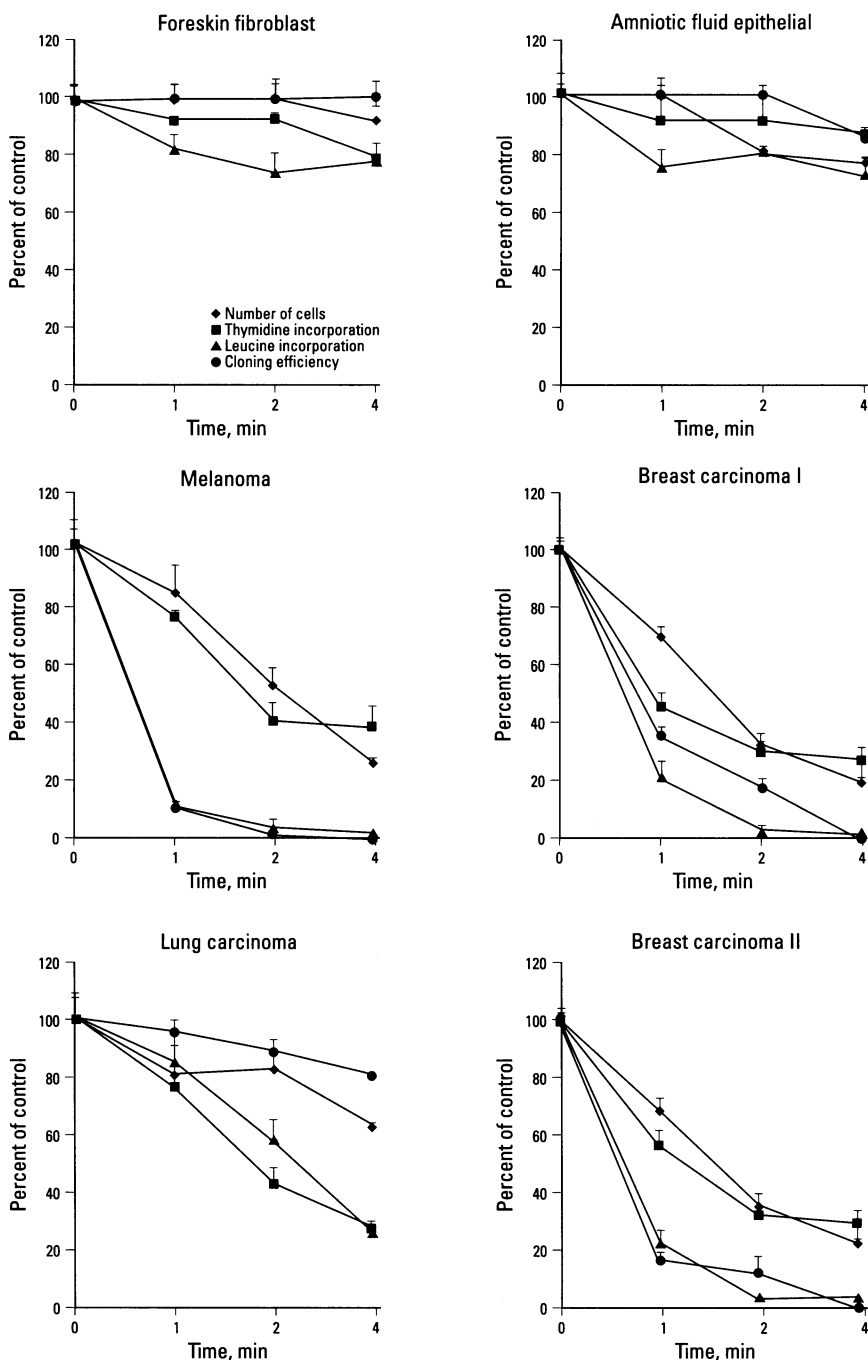 Foreskin fibroblast
120
100
80
60
40
20
0
Percent of control
◆ Number of cells
■ Thymidine incorporation
▲ Leucine incorporation
● Cloning efficiency
0 1 2 4
Time, min
Amniotic fluid epithelial
120
100
80
60
40
20
0
Percent of control
0 1 2 4
Time, min
Melanoma
120
100
80
60
40
20
0
Percent of control
0 1 2 4
Time, min
Breast carcinoma I
120
100
80
60
40
20
0
Percent of control
0 1 2 4
Time, min
Lung carcinoma
120
100
80
60
40
20
0
Percent of control
0 1 2 4
Time, min
Breast carcinoma II
120
100
80
60
40
20
0
Percent of control
0 1 2 4
Time, min